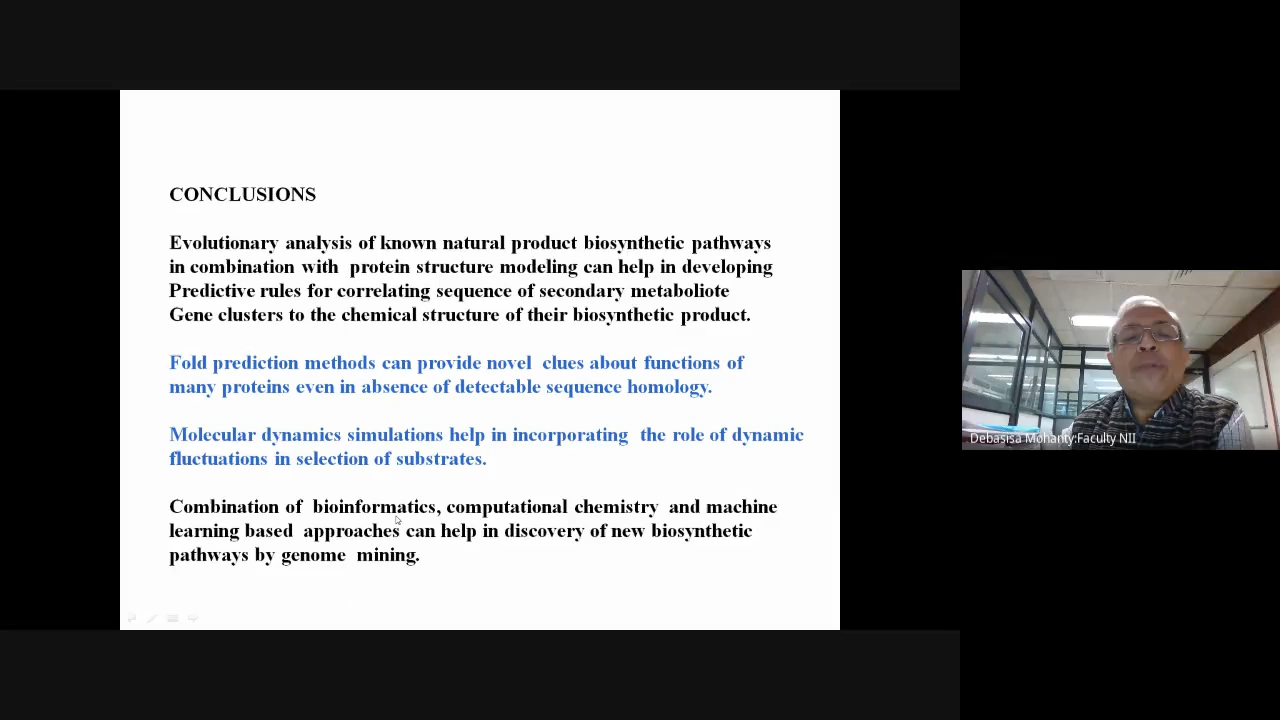 CONCLUSIONS
Evolutionary analysis of known natural product biosynthetic pathways
in combination with protein structure modeling can help in developing
Predictive rules for correlating sequence of secondary metaboliote
Gene clusters to the chemical structure of their biosynthetic product.
Fold prediction methods can provide novel clues about functions of
many proteins even in absence of detectable sequence homology.
Molecular dynamics simulations help in incorporating the role of dynamic
fluctuations in selection of substrates.
Combination of bioinformatics, computational chemistry and machine
learning based approaches can help in discovery of new biosynthetic
pathways by genome mining.
Debasisa Mohanty:Faculty NII